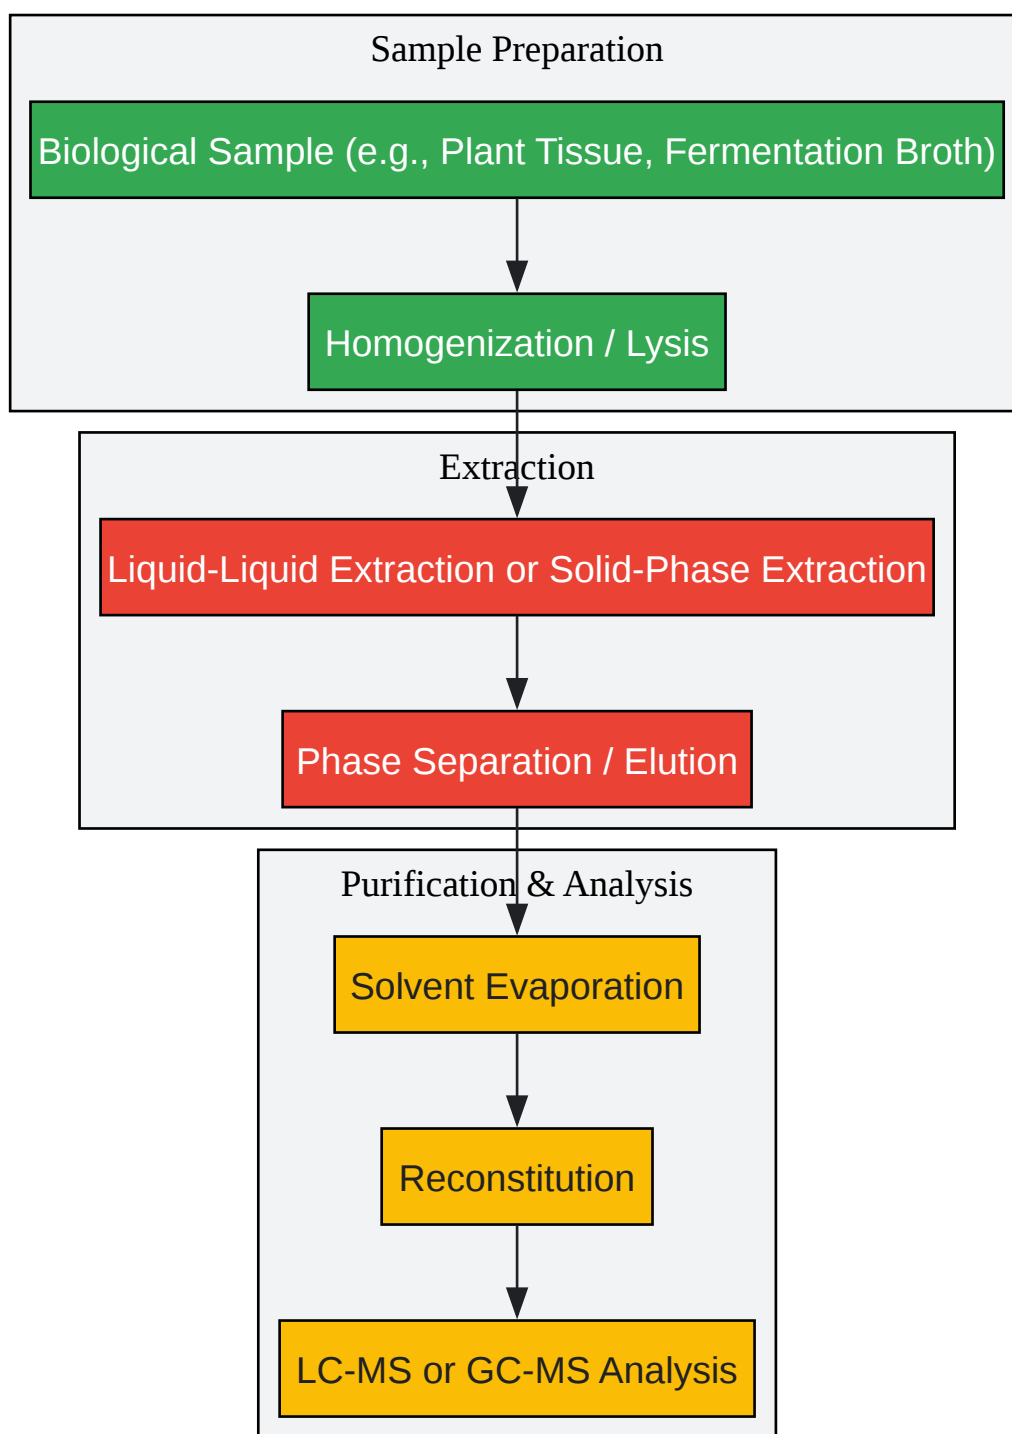 Sample Preparation
Biological Sample (e.g., Plant Tissue, Fermentation Broth)
Homogenization / Lysis
Extraction
Liquid-Liquid Extraction or Solid-Phase Extraction
Phase Separation / Elution
Purification & Analysis
Solvent Evaporation
Reconstitution
LC-MS or GC-MS Analysis